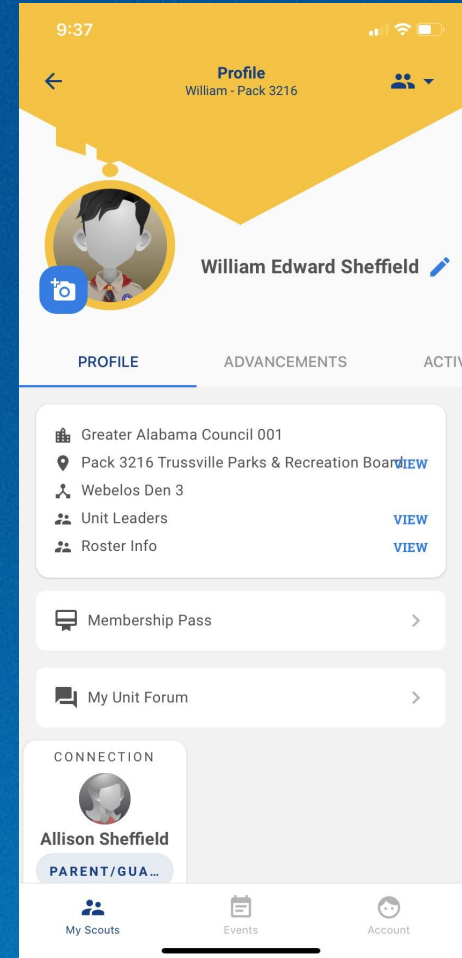 9:37
Profile
William - Pack 3216
William Edward Sheffield
PROFILE ADVANCEMENTS ACTIV
Greater Alabama Council 001
Pack 3216 Trussville Parks & Recreation Board VIEW
Webelos Den 3
Unit Leaders VIEW
Roster Info VIEW
Membership Pass
My Unit Forum
CONNECTION
Allison Sheffield
PARENT/GUA...
My Scouts Events Account